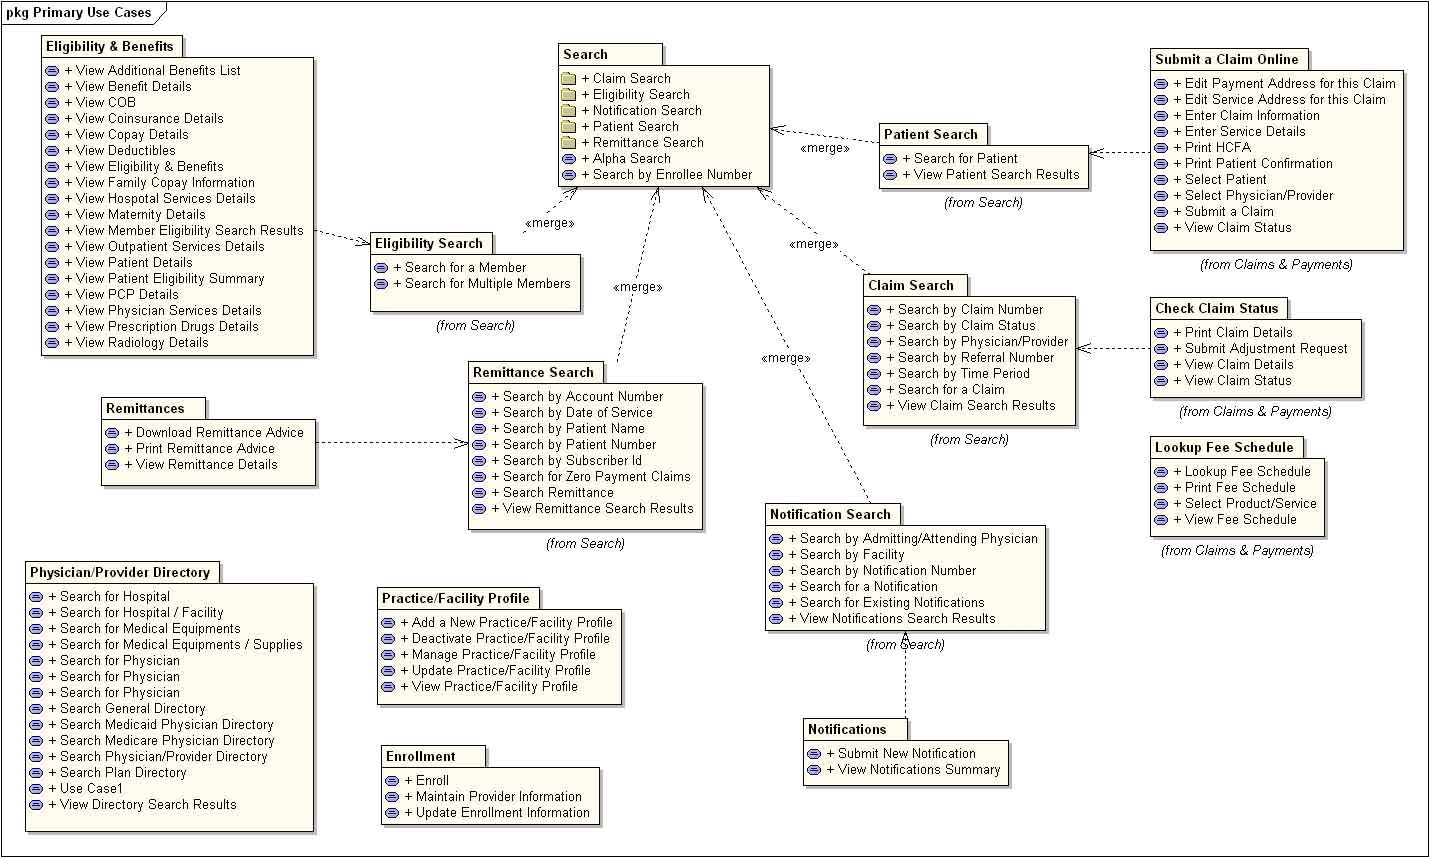 pkg Primary Use Cases
Eligibility & Benefits
+ View Additional Benefits List
+ View Benefit Details
+ View COB
+ View Coinsurance Details
+ View Copay Details
+ View Deductibles
+ View Eligibility & Benefits
+ View Family Copay Information
+ View Hospotal Services Details
+ View Maternity Details
+ View Member Eligibility Search Results
+ View Outpatient Services Details
+ View Patient Details
+ View Patient Eligibility Summary
+ View PCP Details
+ View Physician Services Details
+ View Prescription Drugs Details
+ View Radiology Details
Search
+ Claim Search
+ Eligibility Search
+ Notification Search
+ Patient Search
+ Remittance Search
+ Alpha Search
+ Search by Enrollee Number
«merge»
Patient Search
+ Search for Patient
+ View Patient Search Results
(from Search)
Submit a Claim Online
+ Edit Payment Address for this Claim
+ Edit Service Address for this Claim
+ Enter Claim Information
+ Enter Service Details
+ Print HCFA
+ Print Patient Confirmation
+ Select Patient
+ Select Physician/Provider
+ Submit a Claim
+ View Claim Status
(from Claims & Payments)
«merge»
Eligibility Search
+ Search for a Member
+ Search for Multiple Members
(from Search)
«merge»
«merge»
«merge»
Claim Search
+ Search by Claim Number
+ Search by Claim Status
+ Search by Physician/Provider
+ Search by Referral Number
+ Search by Time Period
+ Search for a Claim
+ View Claim Search Results
(from Search)
Check Claim Status
+ Print Claim Details
+ Submit Adjustment Request
+ View Claim Details
+ View Claim Status
(from Claims & Payments)
Remittances
+ Download Remittance Advice
+ Print Remittance Advice
+ View Remittance Details
Remittance Search
+ Search by Account Number
+ Search by Date of Service
+ Search by Patient Name
+ Search by Patient Number
+ Search by Subscriber Id
+ Search for Zero Payment Claims
+ Search Remittance
+ View Remittance Search Results
(from Search)
Lookup Fee Schedule
+ Lookup Fee Schedule
+ Print Fee Schedule
+ Select Product/Service
+ View Fee Schedule
(from Claims & Payments)
Notification Search
+ Search by Admitting/Attending Physician
+ Search by Facility
+ Search by Notification Number
+ Search for a Notification
+ Search for Existing Notifications
+ View Notifications Search Results
(from Search)
Physician/Provider Directory
+ Search for Hospital
+ Search for Hospital / Facility
+ Search for Medical Equipments
+ Search for Medical Equipments / Supplies
+ Search for Physician
+ Search for Physician
+ Search for Physician
+ Search General Directory
+ Search Medicaid Physician Directory
+ Search Medicare Physician Directory
+ Search Physician/Provider Directory
+ Search Plan Directory
+ Use Case1
+ View Directory Search Results
Practice/Facility Profile
+ Add a New Practice/Facility Profile
+ Deactivate Practice/Facility Profile
+ Manage Practice/Facility Profile
+ Update Practice/Facility Profile
+ View Practice/Facility Profile
Enrollment
+ Enroll
+ Maintain Provider Information
+ Update Enrollment Information
Notifications
+ Submit New Notification
+ View Notifications Summary